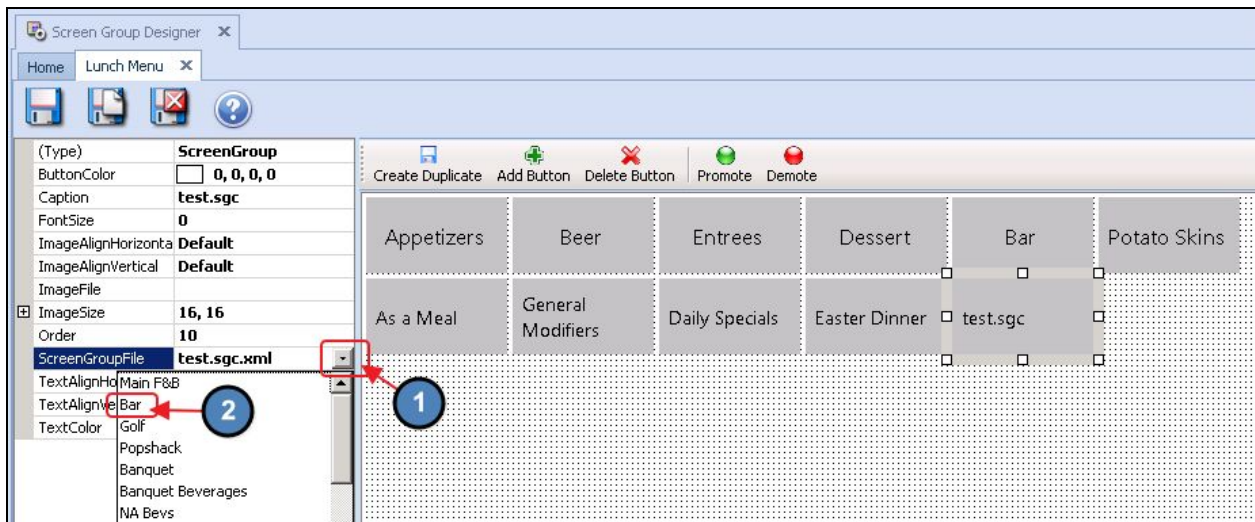 Screen Group Designer X
Home Lunch Menu X
(Type) ScreenGroup
ButtonColor 0, 0, 0, 0
Caption test.sgc
FontSize 0
ImageAlignHorizonta Default
ImageAlignVertical Default
ImageFile
ImageSize 16, 16
Order 10
ScreenGroupFile test.sgc.xml
TextAlignHo
TextAlignVe
TextColor
Main F&B
Bar
Golf
Popshack
Banquet
Banquet Beverages
NA Bevs
1
2
Create Duplicate Add Button Delete Button Promote Demote
Appetizers Beer Entrees Dessert Bar Potato Skins
As a Meal General Modifiers Daily Specials Easter Dinner test.sgc